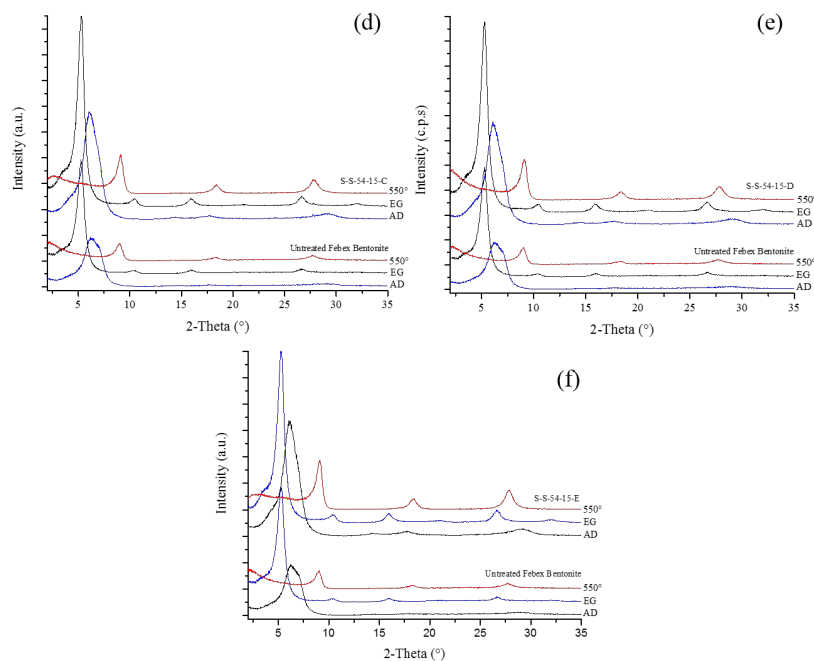 (d)
Intensity (a.u.)
S-S-54-15-C
550°
EG
AD
Untreated Febex Bentonite
550°
EG
AD
5 10 15 20 25 30 35
2-Theta (°)
(e)
Intensity (c.p.s)
S-S-54-15-D
550°
EG
AD
Untreated Febex Bentonite
550°
EG
AD
5 10 15 20 25 30 35
2-Theta (°)
(f)
Intensity (a.u.)
S-S-54-15-E
550°
EG
AD
Untreated Febex Bentonite
550°
EG
AD
5 10 15 20 25 30 35
2-Theta (°)